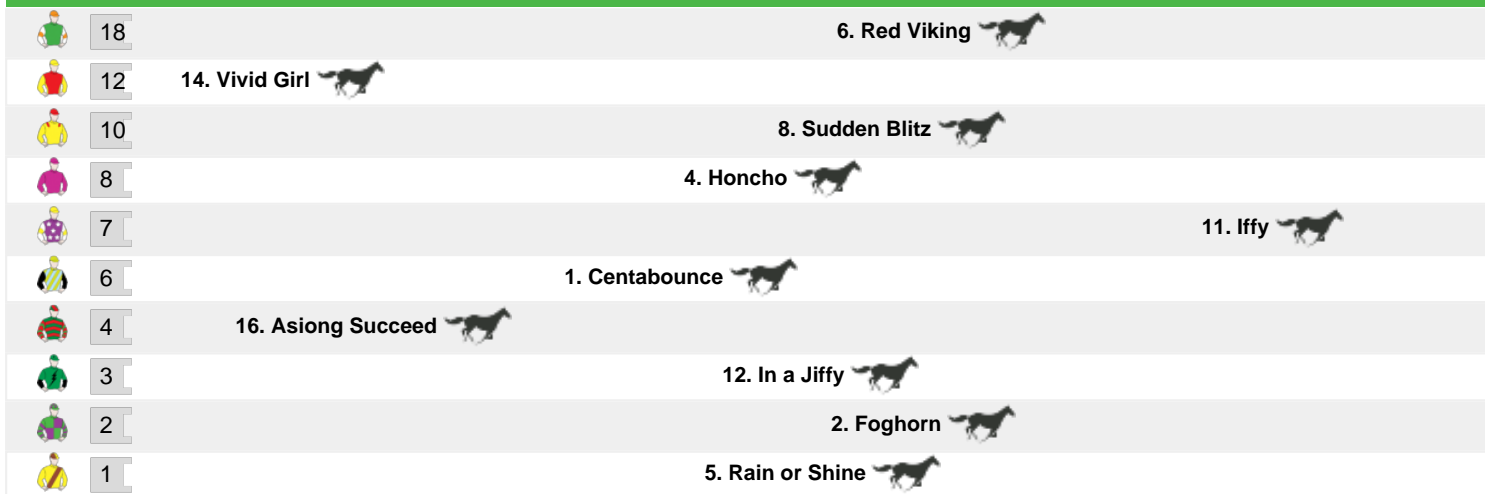 18 6. Red Viking
12 14. Vivid Girl
10 8. Sudden Blitz
8 4. Honcho
7 11. Iffy
6 1. Centabounce
4 16. Asiong Succeed
3 12. In a Jiffy
2 2. Foghorn
1 5. Rain or Shine